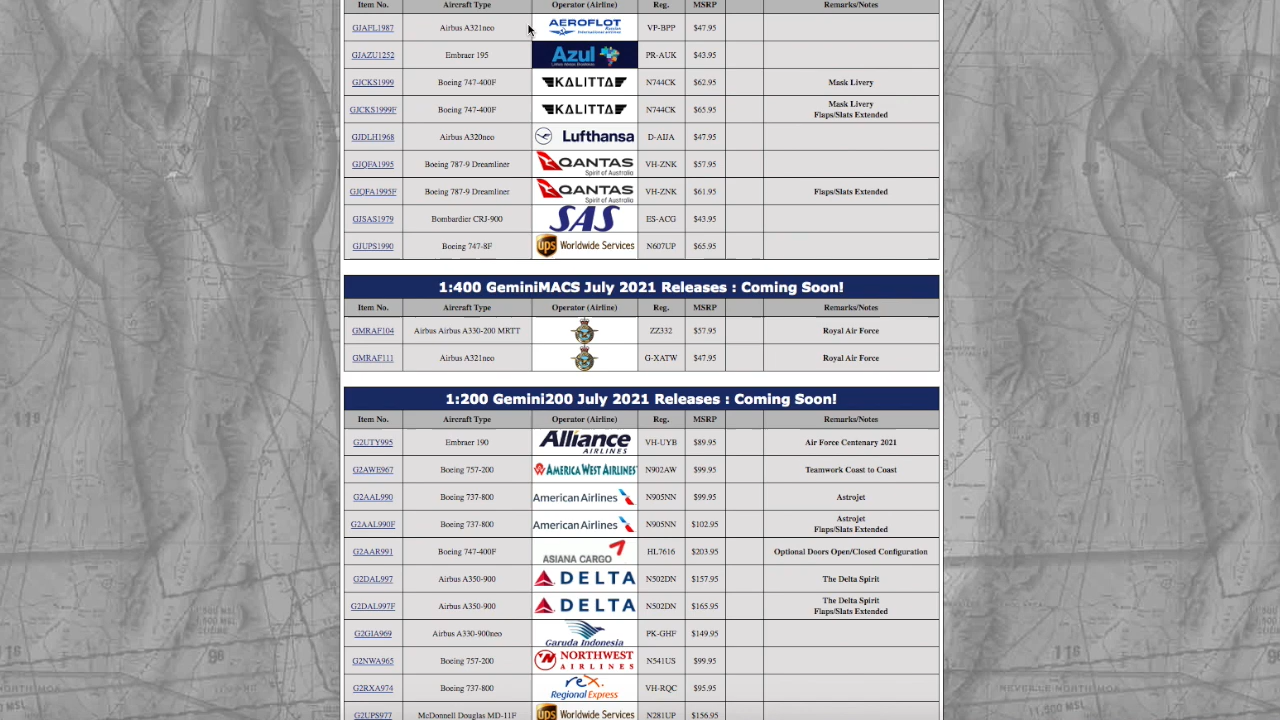 Item No. Aircraft Type Operator (Airline) Reg. MSRP Remarks/Notes
GJAFL1987 Airbus A321neo AEROFLOT Russian International Airlines VP-BPP $47.95
GJAZU1252 Embraer 195 Azul Linhas Aéreas Brasileiras PR-AUK $43.95
GJCKS1999 Boeing 747-400F KALITTA N744CK $62.95 Mask Livery
GJCKS1999F Boeing 747-400F KALITTA N744CK $65.95 Mask Livery
Flaps/Slats Extended
GJDLH1968 Airbus A320neo Lufthansa D-AIJA $47.95
GJQFA1995 Boeing 787-9 Dreamliner QANTAS Spirit of Australia VH-ZNK $57.95
GJQFA1995F Boeing 787-9 Dreamliner QANTAS Spirit of Australia VH-ZNK $61.95 Flaps/Slats Extended
GJSAS1979 Bombardier CRJ-900 SAS ES-ACG $43.95
GJUPS1990 Boeing 747-8F ups Worldwide Services N607UP $65.95
1:400 GeminiMACS July 2021 Releases : Coming Soon!
Item No. Aircraft Type Operator (Airline) Reg. MSRP Remarks/Notes
GMRAF104 Airbus Airbus A330-200 MRTT ZZ332 $57.95 Royal Air Force
GMRAF111 Airbus A321neo G-XATW $47.95 Royal Air Force
1:200 Gemini200 July 2021 Releases : Coming Soon!
Item No. Aircraft Type Operator (Airline) Reg. MSRP Remarks/Notes
G2UTY995 Embraer 190 Alliance AIRLINES VH-UYB $89.95 Air Force Centenary 2021
G2AWE967 Boeing 757-200 AMERICA WEST AIRLINES N902AW $99.95 Teamwork Coast to Coast
G2AAL990 Boeing 737-800 American Airlines N905NN $99.95 Astrojet
G2AAL990F Boeing 737-800 American Airlines N905NN $102.95 Astrojet
Flaps/Slats Extended
G2AAR991 Boeing 747-400F ASIANA CARGO HL7616 $203.95 Optional Doors Open/Closed Configuration
G2DAL997 Airbus A350-900 DELTA N502DN $157.95 The Delta Spirit
G2DAL997F Airbus A350-900 DELTA N502DN $165.95 The Delta Spirit
Flaps/Slats Extended
G2GIA969 Airbus A330-900neo Garuda Indonesia PK-GHF $149.95
G2NWA965 Boeing 757-200 NORTHWEST AIRLINES N541US $99.95
G2RXA974 Boeing 737-800 rex. Regional Express VH-RQC $95.95
G2UPS977 McDonnell Douglas MD-11F ups Worldwide Services N281UP $156.95